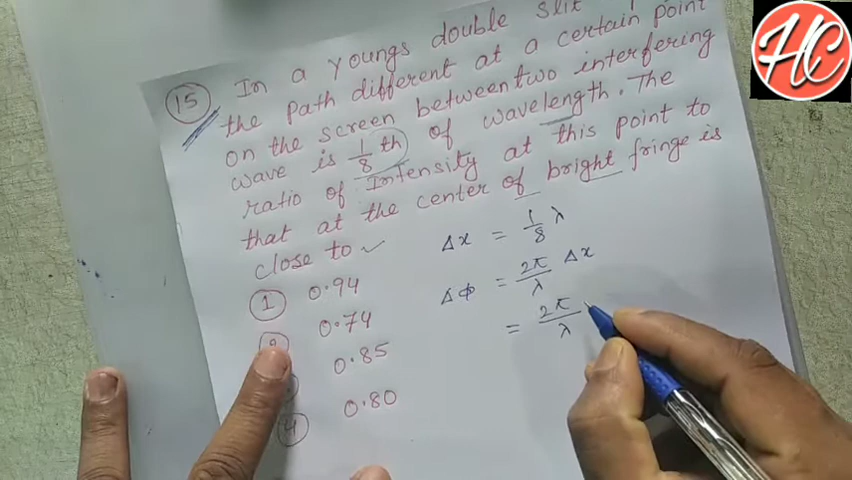 15 In a youngs double slit
the path different at a certain point
on the screen between two interfering
wave is 1/8 th of wavelength. The
ratio of Intensity at this point to
that at the center of bright fringe is
close to
1 0.94
0.74
0.85
4 0.80
Δx = 1/8 λ
Δϕ = 2π/λ Δx
= 2π/λ
HC